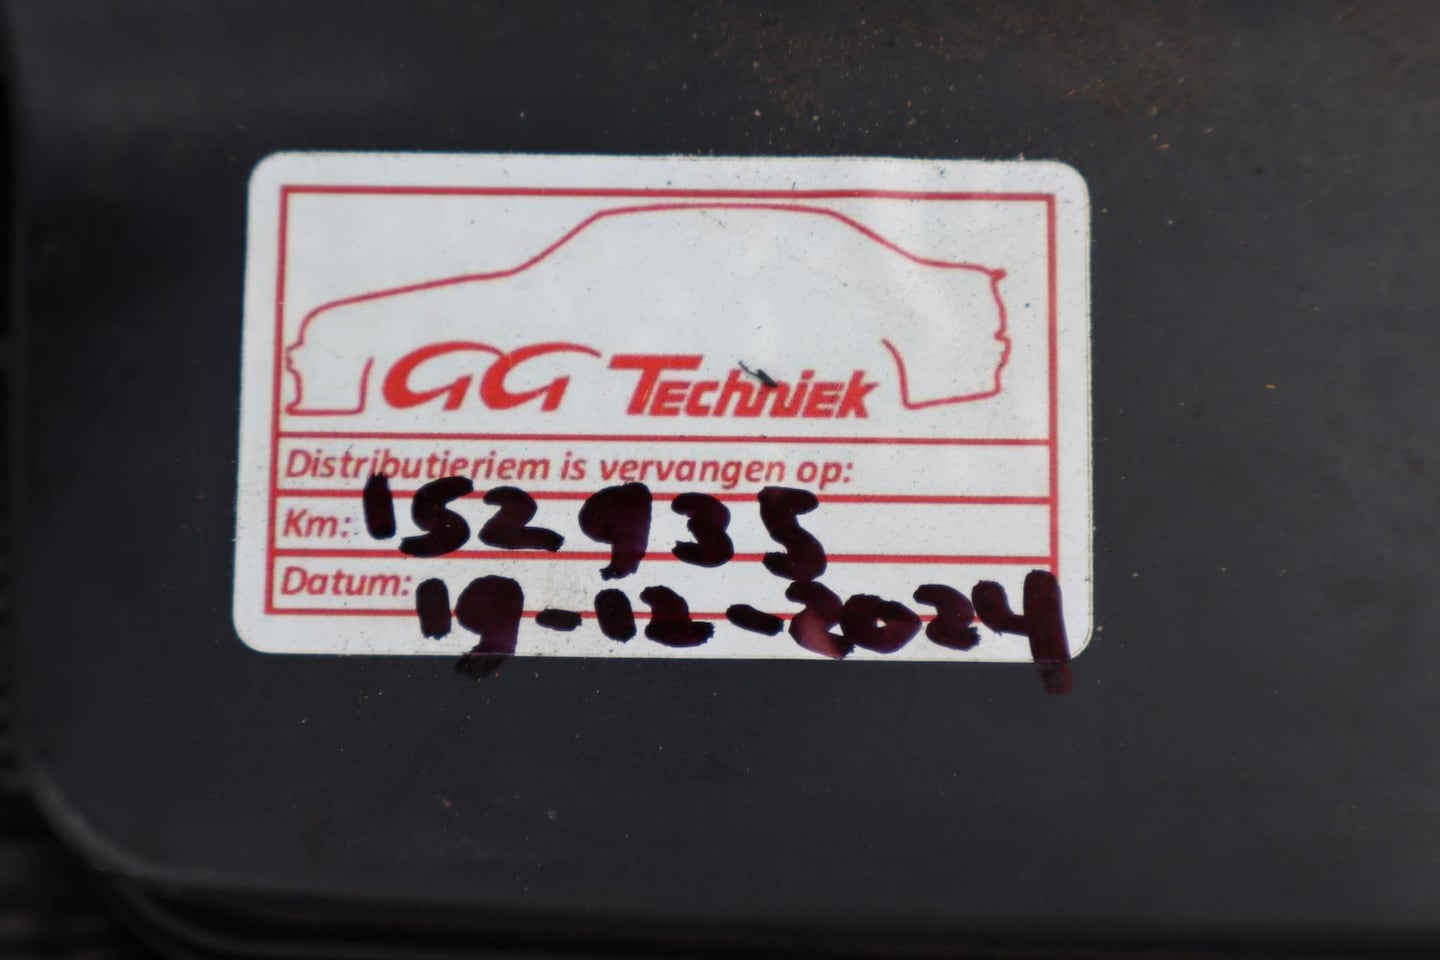 GG Techniek
Distributieriem is vervangen op:
Km: 152935
Datum: 19-12-2024